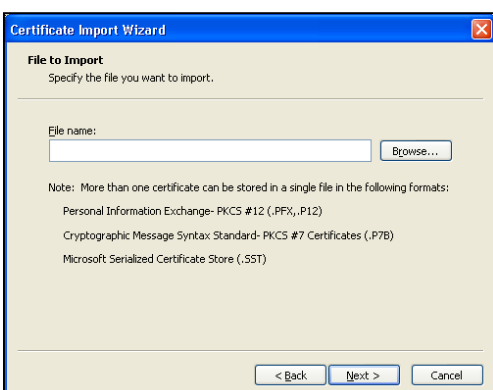 Certificate Import Wizard
File to Import
Specify the file you want to import.
File name:
Browse...
Note: More than one certificate can be stored in a single file in the following formats:
Personal Information Exchange- PKCS #12 (.PFX,.P12)
Cryptographic Message Syntax Standard- PKCS #7 Certificates (.P7B)
Microsoft Serialized Certificate Store (.SST)
< Back Next > Cancel